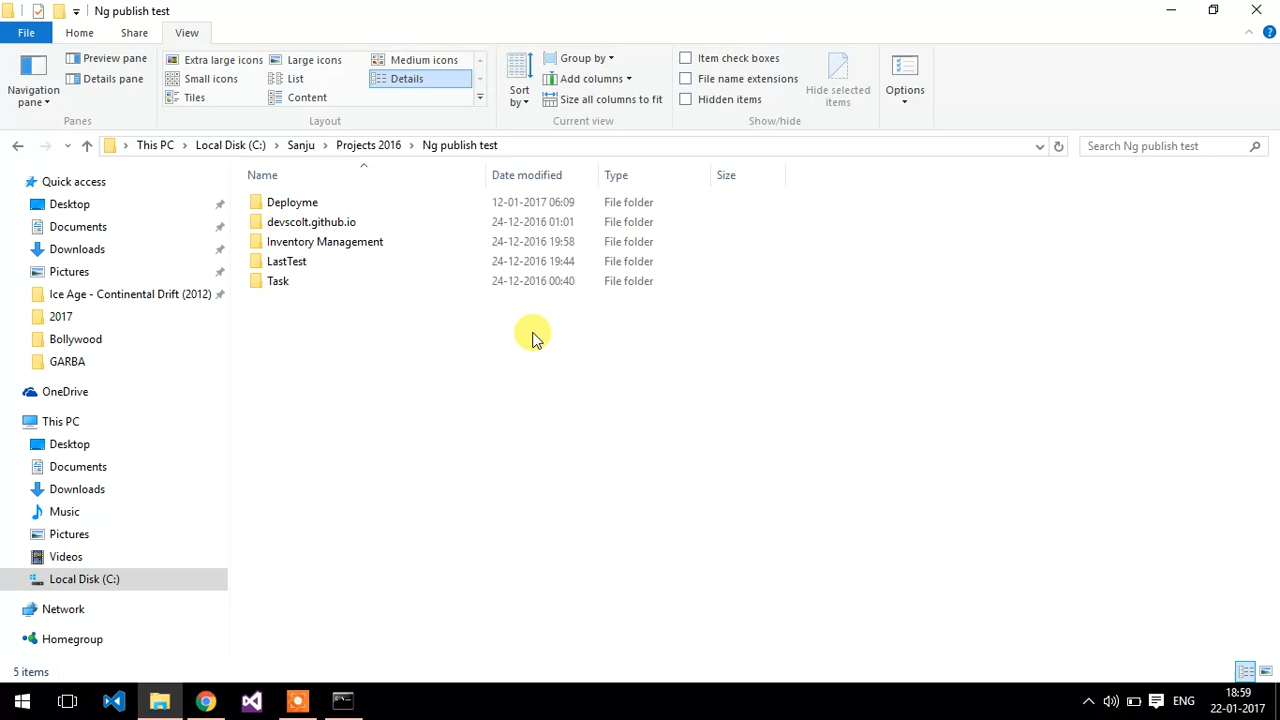 Ng publish test
File Home Share View
Navigation pane
Preview pane
Details pane
Panes
Extra large icons Large icons Medium icons
Small icons List Details
Tiles Content
Layout
Sort by
Group by
Add columns
Size all columns to fit
Current view
Item check boxes
File name extensions
Hidden items
Hide selected items
Show/hide
Options
This PC Local Disk (C:) Sanju Projects 2016 Ng publish test
Search Ng publish test
Quick access
Desktop
Documents
Downloads
Pictures
Ice Age - Continental Drift (2012)
2017
Bollywood
GARBA
OneDrive
This PC
Desktop
Documents
Downloads
Music
Pictures
Videos
Local Disk (C:)
Network
Homegroup
Name Date modified Type Size
Deployme 12-01-2017 06:09 File folder
devscolt.github.io 24-12-2016 01:01 File folder
Inventory Management 24-12-2016 19:58 File folder
LastTest 24-12-2016 19:44 File folder
Task 24-12-2016 00:40 File folder
5 items
ENG
18:59
22-01-2017